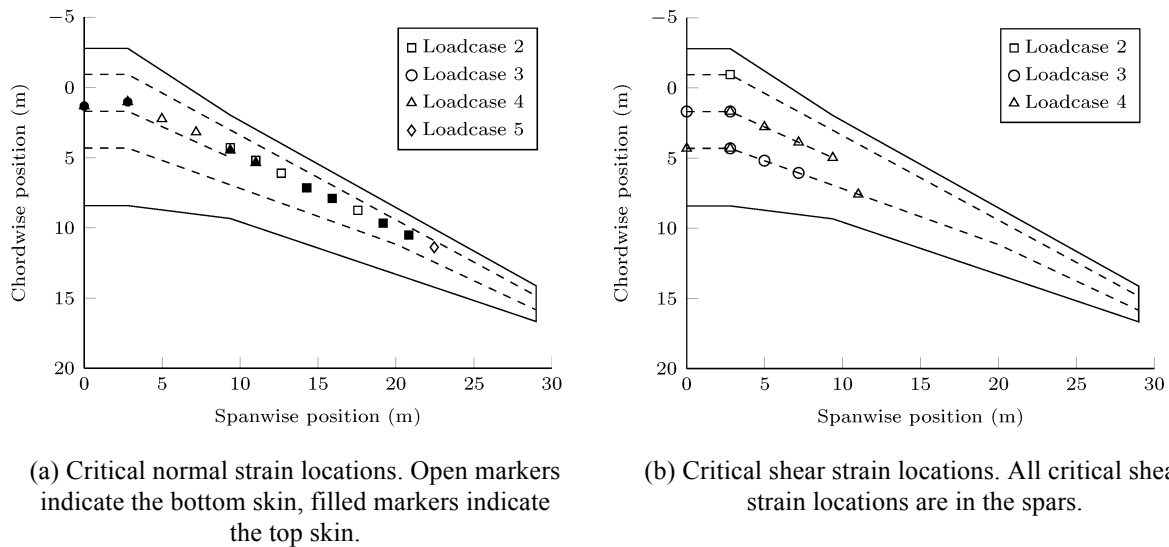 −5
0
5
10
15
20
0
5
10
15
20
25
30
Chordwise position (m)
Spanwise position (m)
Loadcase 2
Loadcase 3
Loadcase 4
Loadcase 5
−5
0
5
10
15
20
0
5
10
15
20
25
30
Chordwise position (m)
Spanwise position (m)
Loadcase 2
Loadcase 3
Loadcase 4
(a) Critical normal strain locations. Open markers
indicate the bottom skin, filled markers indicate
the top skin.
(b) Critical shear strain locations. All critical shea
strain locations are in the spars.